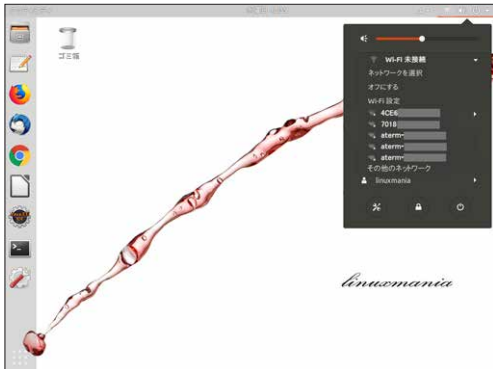 ゴミ箱
Wi-Fi 未接続
ネットワークを選択
オフにする
Wi-Fi 設定
4CE6
7018
aterm-
aterm-
aterm-
その他のネットワーク
linuxmania
linuxmania